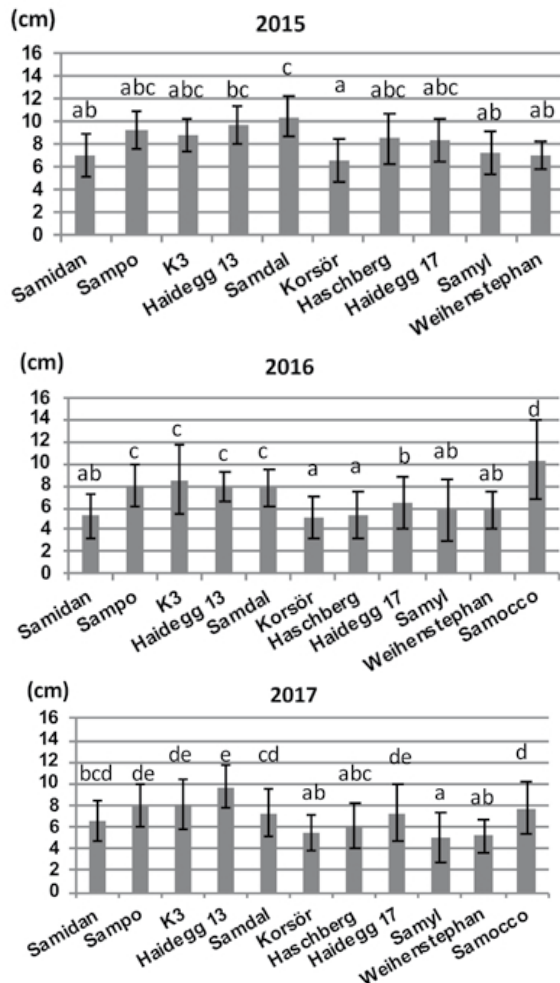 (cm)
2015
16
14
12
10
8
6
4
2
0
ab
abc
abc
bc
c
a
abc
abc
ab
ab
Samidan
Sampo
K3
Haidegg 13
Samdal
Korsör
Haschberg
Haidegg 17
Samyl
Weihenstephan
(cm)
2016
16
14
12
10
8
6
4
2
0
ab
c
c
c
c
a
a
b
ab
ab
d
Samidan
Sampo
K3
Haidegg 13
Samdal
Korsör
Haschberg
Haidegg 17
Samyl
Weihenstephan
Samocco
(cm)
2017
16
14
12
10
8
6
4
2
0
bcd
de
de
e
cd
ab
abc
de
a
ab
d
Samidan
Sampo
K3
Haidegg 13
Samdal
Korsör
Haschberg
Haidegg 17
Samyl
Weihenstephan
Samocco